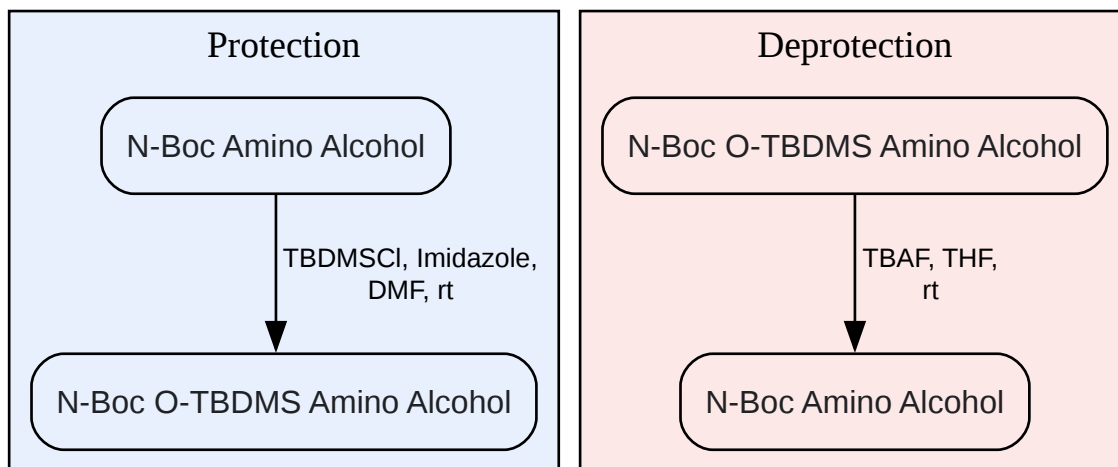 Protection
N-Boc Amino Alcohol
TBDMSCl, Imidazole,
DMF, rt
N-Boc O-TBDMS Amino Alcohol
Deprotection
N-Boc O-TBDMS Amino Alcohol
TBAF, THF,
rt
N-Boc Amino Alcohol